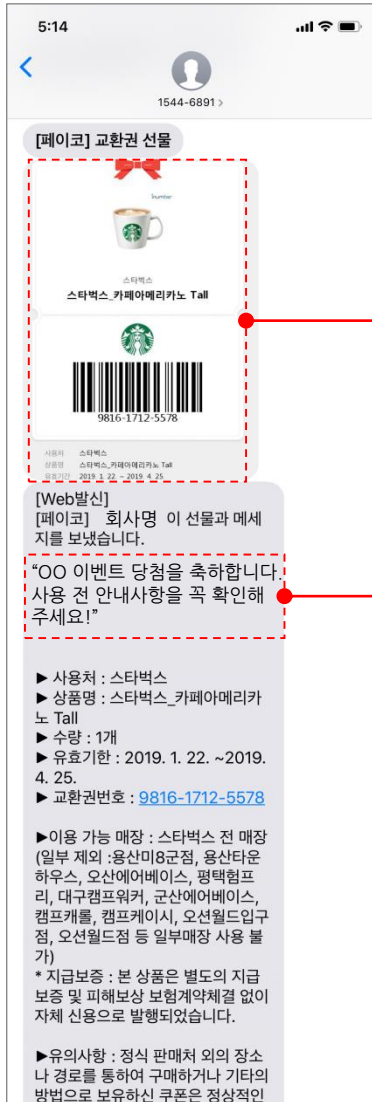 5:14
1544-6891 >
[페이코] 교환권 선물
스타벅스
스타벅스_카페아메리카노 Tall
9816-1712-5578
사용처 스타벅스
상품명 스타벅스_카페아메리카노 Tall
유효기간 2019. 1. 22. ~ 2019. 4. 25.
[Web발신]
[페이코] 회사명 이 선물과 메세
지를 보냈습니다.
“OO 이벤트 당첨을 축하합니다.
사용 전 안내사항을 꼭 확인해
주세요!”
▶ 사용처 : 스타벅스
▶ 상품명 : 스타벅스_카페아메리카
노 Tall
▶ 수량 : 1개
▶ 유효기한 : 2019. 1. 22. ~2019.
4. 25.
▶ 교환권번호 : 9816-1712-5578
▶이용 가능 매장 : 스타벅스 전 매장
(일부 제외 :용산미8군점, 용산타운
하우스, 오산에어베이스, 평택험프
리, 대구캠프워커, 군산에어베이스,
캠프캐롤, 캠프케이시, 오션월드입구
점, 오션월드점 등 일부매장 사용 불
가)
* 지급보증 : 본 상품은 별도의 지급
보증 및 피해보상 보험계약체결 없이
자체 신용으로 발행되었습니다.
▶유의사항 : 정식 판매처 외의 장소
나 경로를 통하여 구매하거나 기타의
방법으로 보유하신 쿠폰은 정상적인